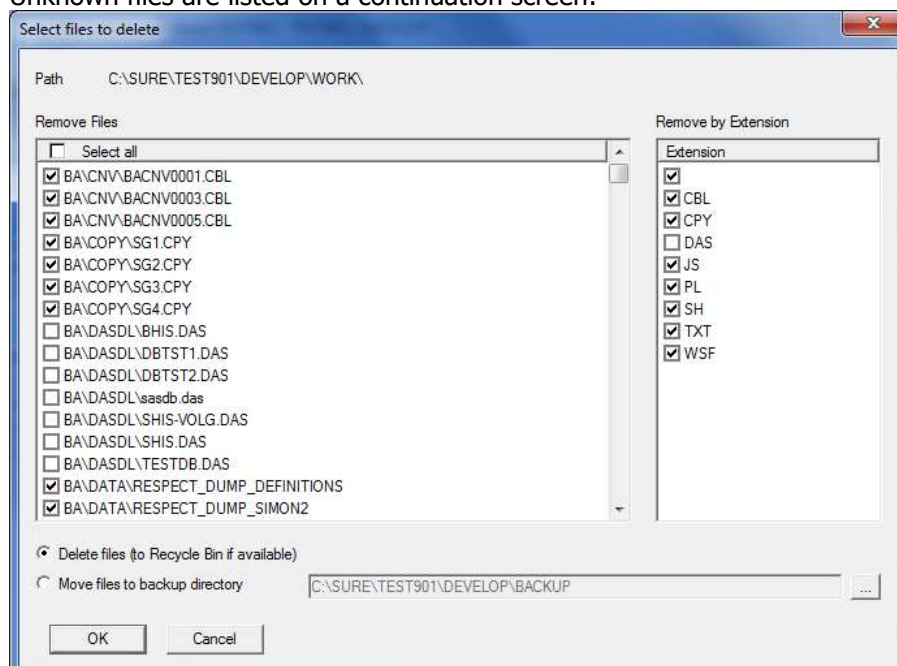 Unknown files are listed on a continuation screen.
Select files to delete
Path C:\SURE\TEST901\DEVELOP\WORK\
Remove Files
Remove by Extension
Select all
Extension
BA\CNV\BACNV0001.CBL
BA\CNV\BACNV0003.CBL
CBL
BA\CNV\BACNV0005.CBL
CPY
BA\COPY\SG1.CPY
DAS
BA\COPY\SG2.CPY
JS
BA\COPY\SG3.CPY
PL
BA\COPY\SG4.CPY
SH
BA\DASDL\BHIS.DAS
TXT
BA\DASDL\DBTST1.DAS
WSF
BA\DASDL\DBTST2.DAS
BA\DASDL\sasdb.das
BA\DASDL\SHIS-VOLG.DAS
BA\DASDL\SHIS.DAS
BA\DASDL\TESTDB.DAS
BA\DATA\RESPECT_DUMP_DEFINITIONS
BA\DATA\RESPECT_DUMP_SIMON2
Delete files (to Recycle Bin if available)
Move files to backup directory C:\SURE\TEST901\DEVELOP\BACKUP ...
OK Cancel